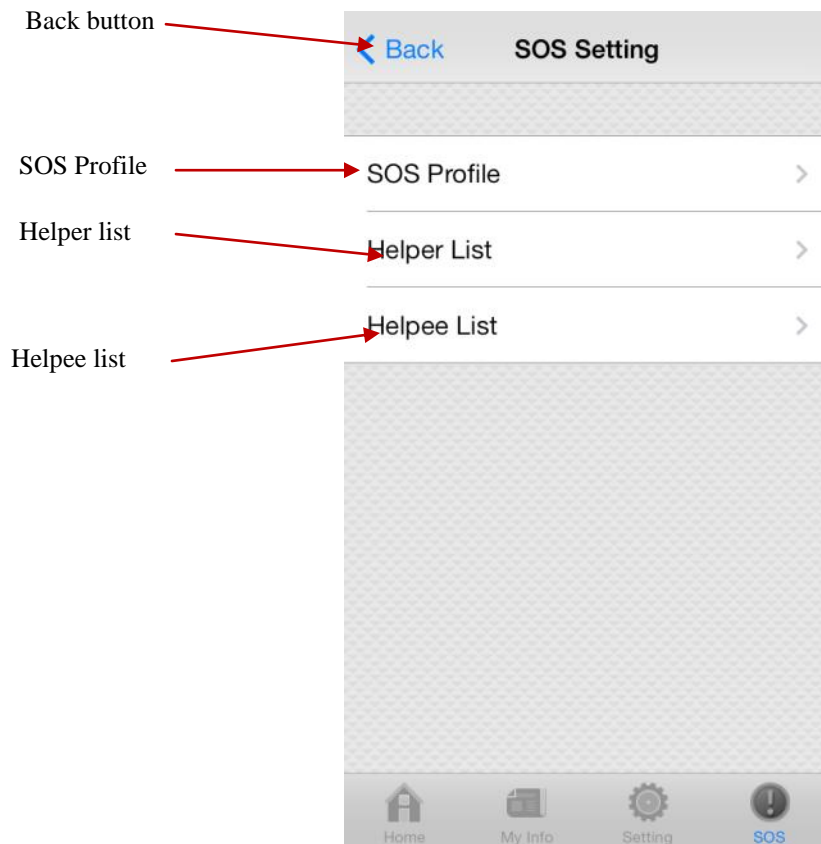 Back button
Back
SOS Setting
SOS Profile
SOS Profile
Helper list
Helper List
Helpee List
Helpee list
Home
My Info
Setting
SOS